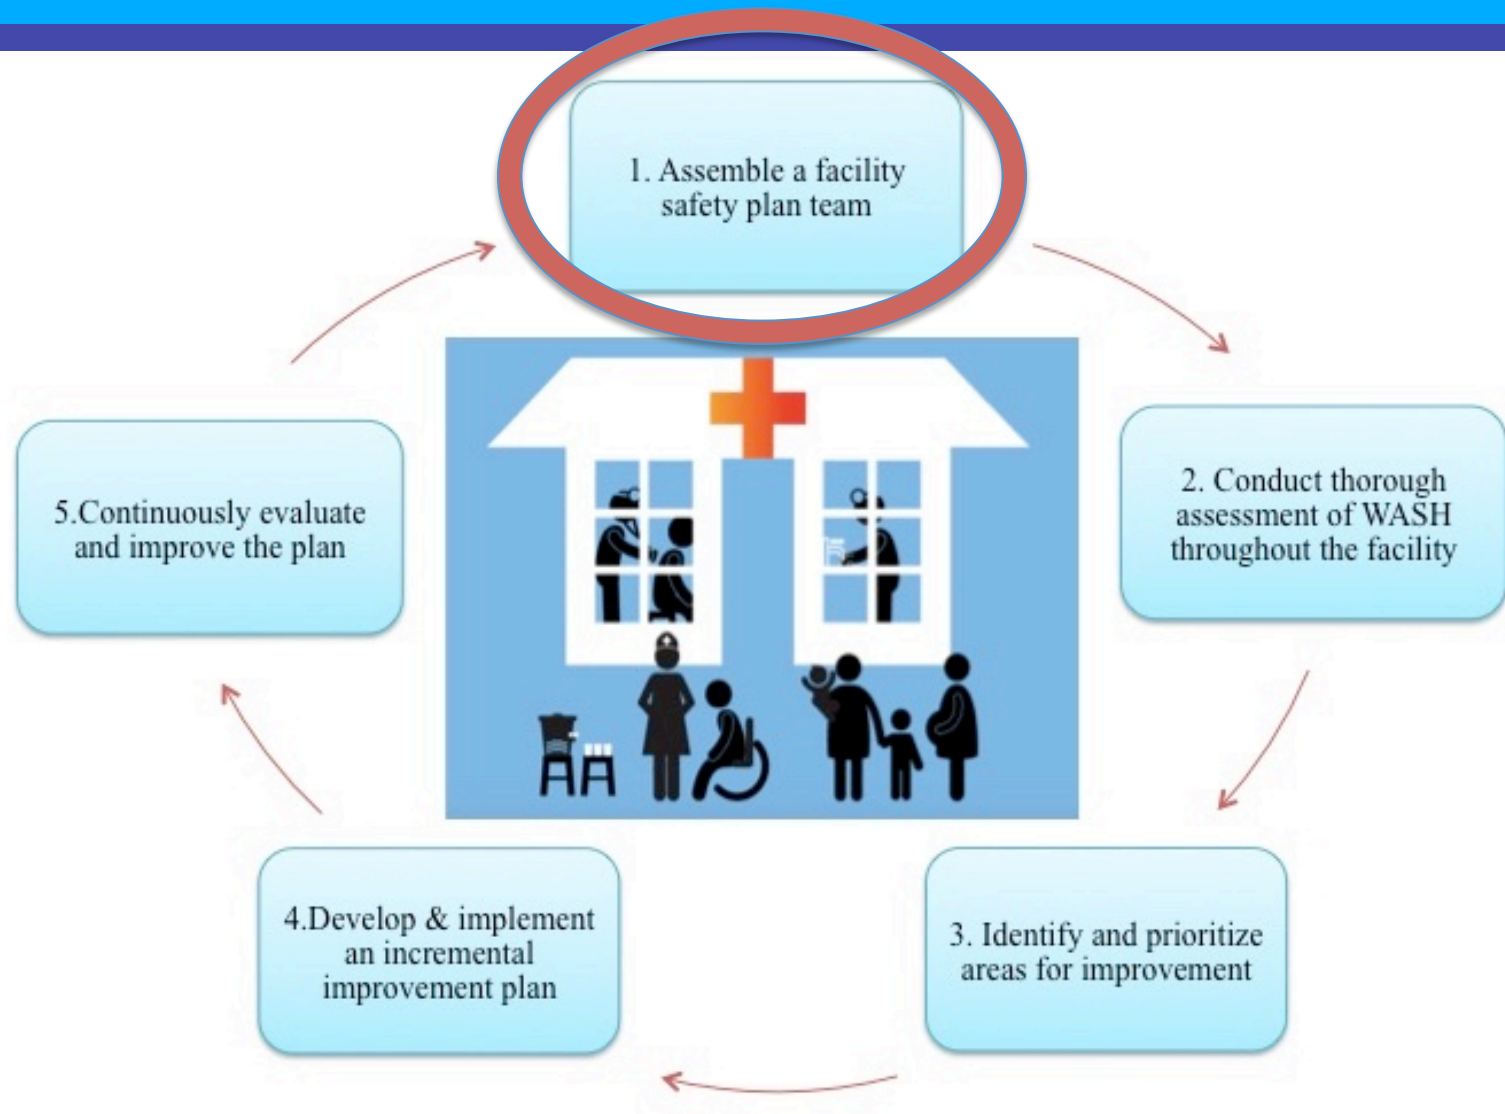 1. Assemble a facility
safety plan team
2. Conduct thorough
assessment of WASH
throughout the facility
3. Identify and prioritize
areas for improvement
4.Develop & implement
an incremental
improvement plan
5.Continuously evaluate
and improve the plan